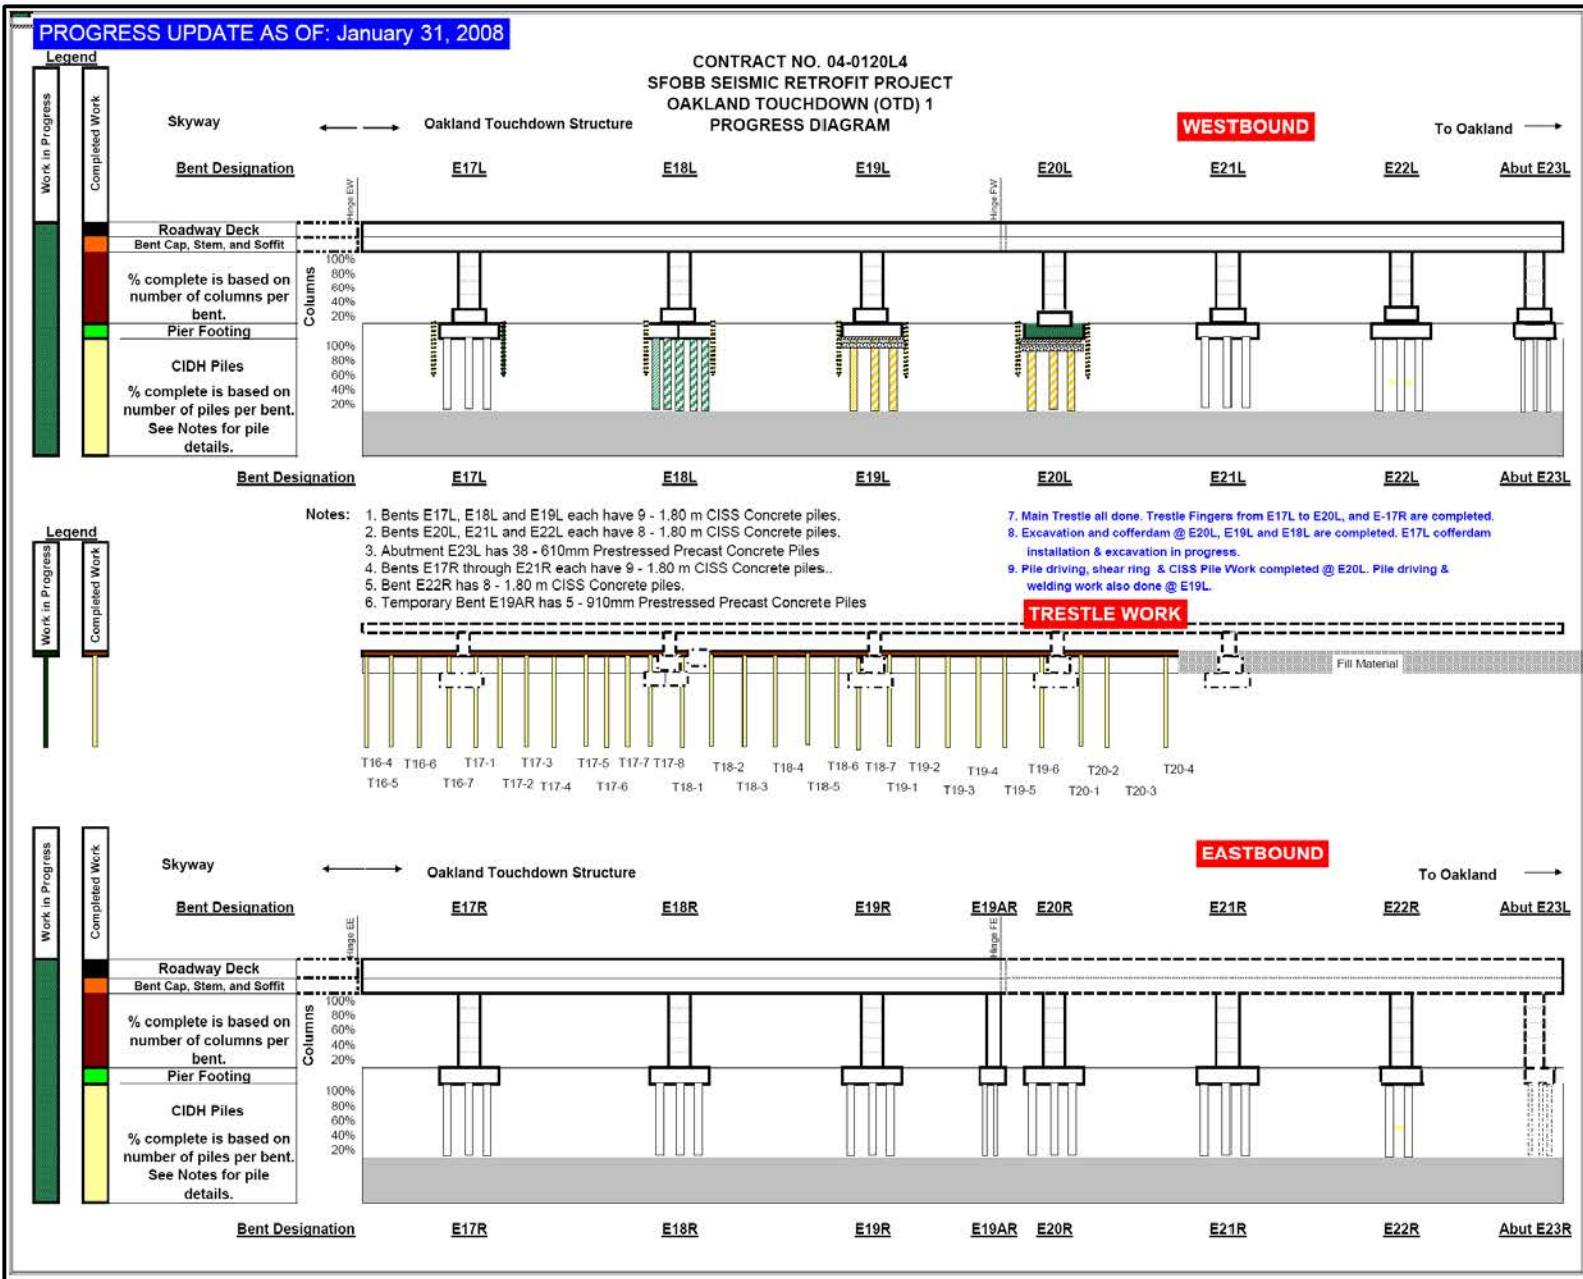 PROGRESS UPDATE AS OF: January 31, 2008
CONTRACT NO. 04-0120L4
SFOBB SEISMIC RETROFIT PROJECT
OAKLAND TOUCHDOWN (OTD) 1
PROGRESS DIAGRAM
Legend
Work in Progress
Completed Work
Skyway
Oakland Touchdown Structure
WESTBOUND
To Oakland
Bent Designation
E17L
E18L
E19L
E20L
E21L
E22L
Abut E23L
Hinge EW
Hinge FW
Roadway Deck
Bent Cap, Stem, and Soffit
% complete is based on
number of columns per
bent.
Columns
100%
80%
60%
40%
20%
Pier Footing
CIDH Piles
% complete is based on
number of piles per bent.
See Notes for pile
details.
100%
80%
60%
40%
20%
Bent Designation
E17L
E18L
E19L
E20L
E21L
E22L
Abut E23L
Notes:
1. Bents E17L, E18L and E19L each have 9 - 1.80 m CISS Concrete piles.
2. Bents E20L, E21L and E22L each have 8 - 1.80 m CISS Concrete piles.
3. Abutment E23L has 38 - 610mm Prestressed Precast Concrete Piles
4. Bents E17R through E21R each have 9 - 1.80 m CISS Concrete piles..
5. Bent E22R has 8 - 1.80 m CISS Concrete piles.
6. Temporary Bent E19AR has 5 - 910mm Prestressed Precast Concrete Piles
7. Main Trestle all done. Trestle Fingers from E17L to E20L, and E-17R are completed.
8. Excavation and cofferdam @ E20L, E19L and E18L are completed. E17L cofferdam
installation & excavation in progress.
9. Pile driving, shear ring & CISS Pile Work completed @ E20L. Pile driving &
welding work also done @ E19L.
Legend
Work in Progress
Completed Work
TRESTLE WORK
Fill Material
T16-4
T16-6
T17-1
T17-3
T17-5
T17-7
T17-8
T18-2
T18-4
T18-6
T18-7
T19-2
T19-4
T19-6
T20-2
T20-4
T16-5
T16-7
T17-2
T17-4
T17-6
T18-1
T18-3
T18-5
T19-1
T19-3
T19-5
T20-1
T20-3
Work in Progress
Completed Work
Skyway
Oakland Touchdown Structure
EASTBOUND
To Oakland
Bent Designation
E17R
E18R
E19R
E19AR
E20R
E21R
E22R
Abut E23L
Hinge EE
Hinge FE
Roadway Deck
Bent Cap, Stem, and Soffit
% complete is based on
number of columns per
bent.
Columns
100%
80%
60%
40%
20%
Pier Footing
CIDH Piles
% complete is based on
number of piles per bent.
See Notes for pile
details.
100%
80%
60%
40%
20%
Bent Designation
E17R
E18R
E19R
E19AR
E20R
E21R
E22R
Abut E23R